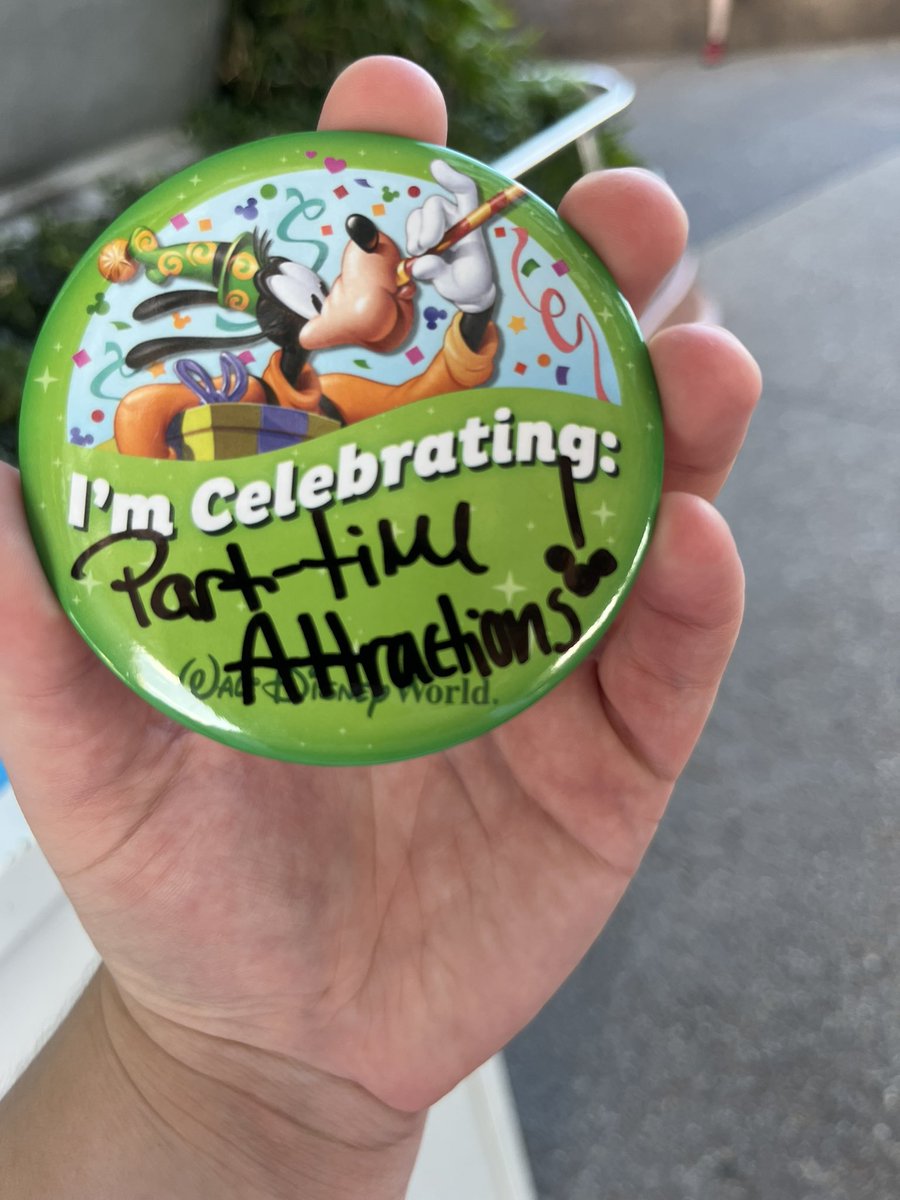 I'm Celebrating:
Part-time
Attractions!
Walt Disney World.